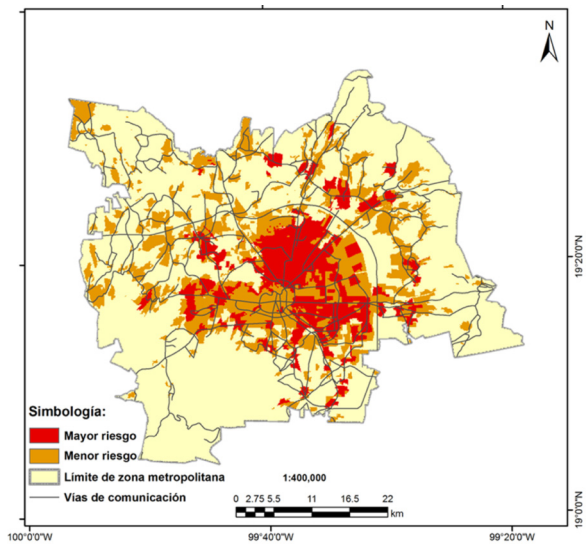 N
19°20'0"N
Simbología:
Mayor riesgo
Menor riesgo
Límite de zona metropolitana
Vías de comunicación
1:400,000
0 2.75 5.5 11 16.5 22
km
19°0'0"N
100°0'0"W 99°40'0"W 99°20'0"W